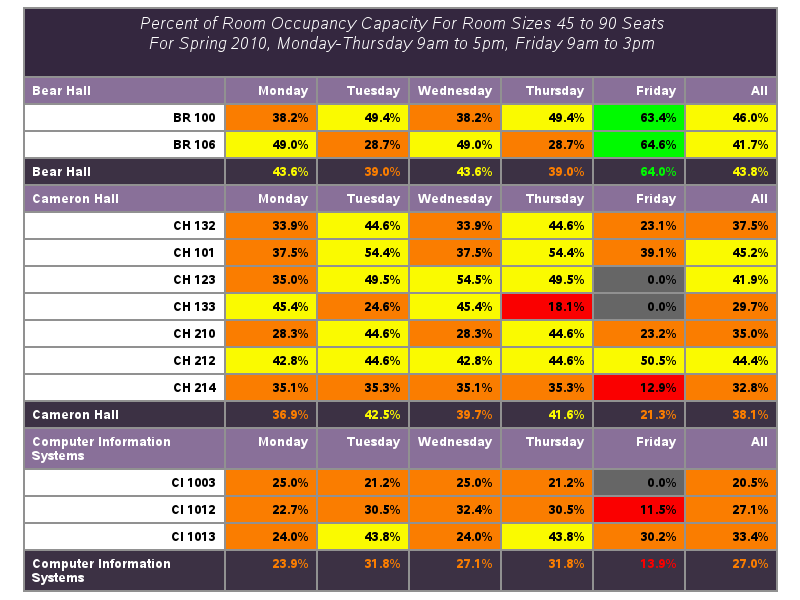 Percent of Room Occupancy Capacity For Room Sizes 45 to 90 Seats
For Spring 2010, Monday-Thursday 9am to 5pm, Friday 9am to 3pm
Bear Hall Monday Tuesday Wednesday Thursday Friday All
BR 100 38.2% 49.4% 38.2% 49.4% 63.4% 46.0%
BR 106 49.0% 28.7% 49.0% 28.7% 64.6% 41.7%
Bear Hall 43.6% 39.0% 43.6% 39.0% 64.0% 43.8%
Cameron Hall Monday Tuesday Wednesday Thursday Friday All
CH 132 33.9% 44.6% 33.9% 44.6% 23.1% 37.5%
CH 101 37.5% 54.4% 37.5% 54.4% 39.1% 45.2%
CH 123 35.0% 49.5% 54.5% 49.5% 0.0% 41.9%
CH 133 45.4% 24.6% 45.4% 18.1% 0.0% 29.7%
CH 210 28.3% 44.6% 28.3% 44.6% 23.2% 35.0%
CH 212 42.8% 44.6% 42.8% 44.6% 50.5% 44.4%
CH 214 35.1% 35.3% 35.1% 35.3% 12.9% 32.8%
Cameron Hall 36.9% 42.5% 39.7% 41.6% 21.3% 38.1%
Computer Information Monday Tuesday Wednesday Thursday Friday All
Systems
CI 1003 25.0% 21.2% 25.0% 21.2% 0.0% 20.5%
CI 1012 22.7% 30.5% 32.4% 30.5% 11.5% 27.1%
CI 1013 24.0% 43.8% 24.0% 43.8% 30.2% 33.4%
Computer Information 23.9% 31.8% 27.1% 31.8% 13.9% 27.0%
Systems